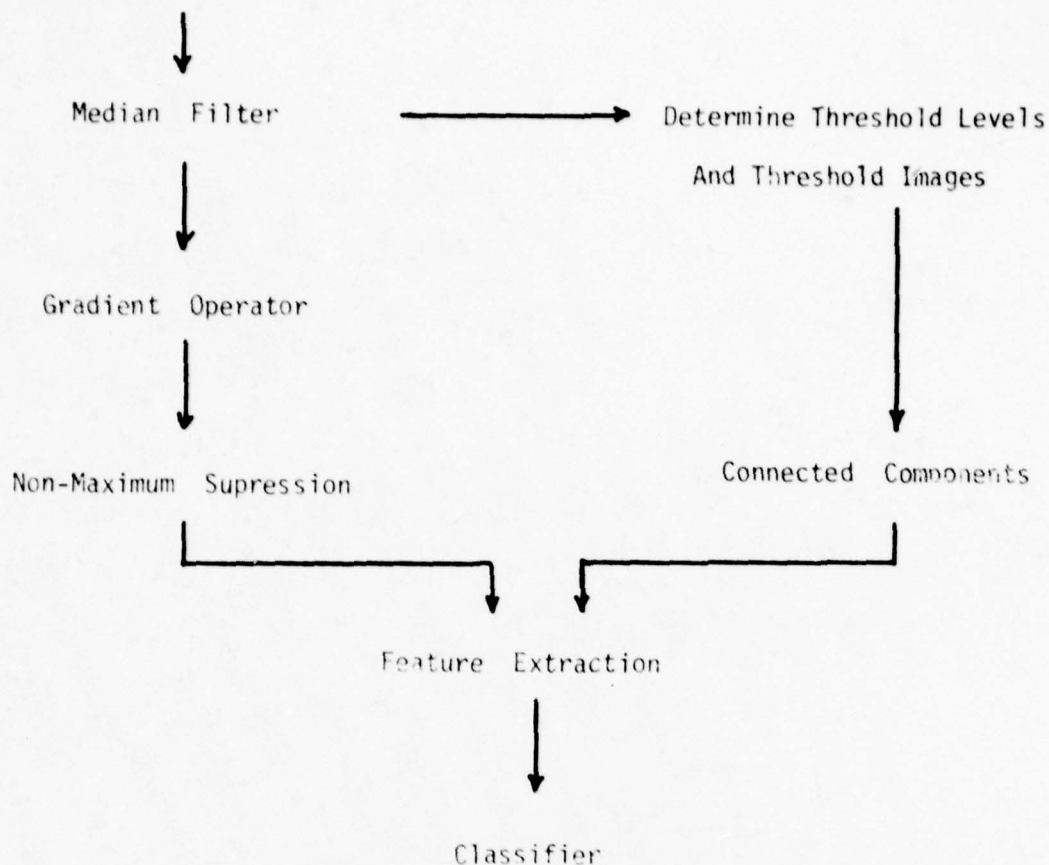 Median Filter
Determine Threshold Levels
And Threshold Images
Gradient Operator
Non-Maximum Supression
Connected Components
Feature Extraction
Classifier